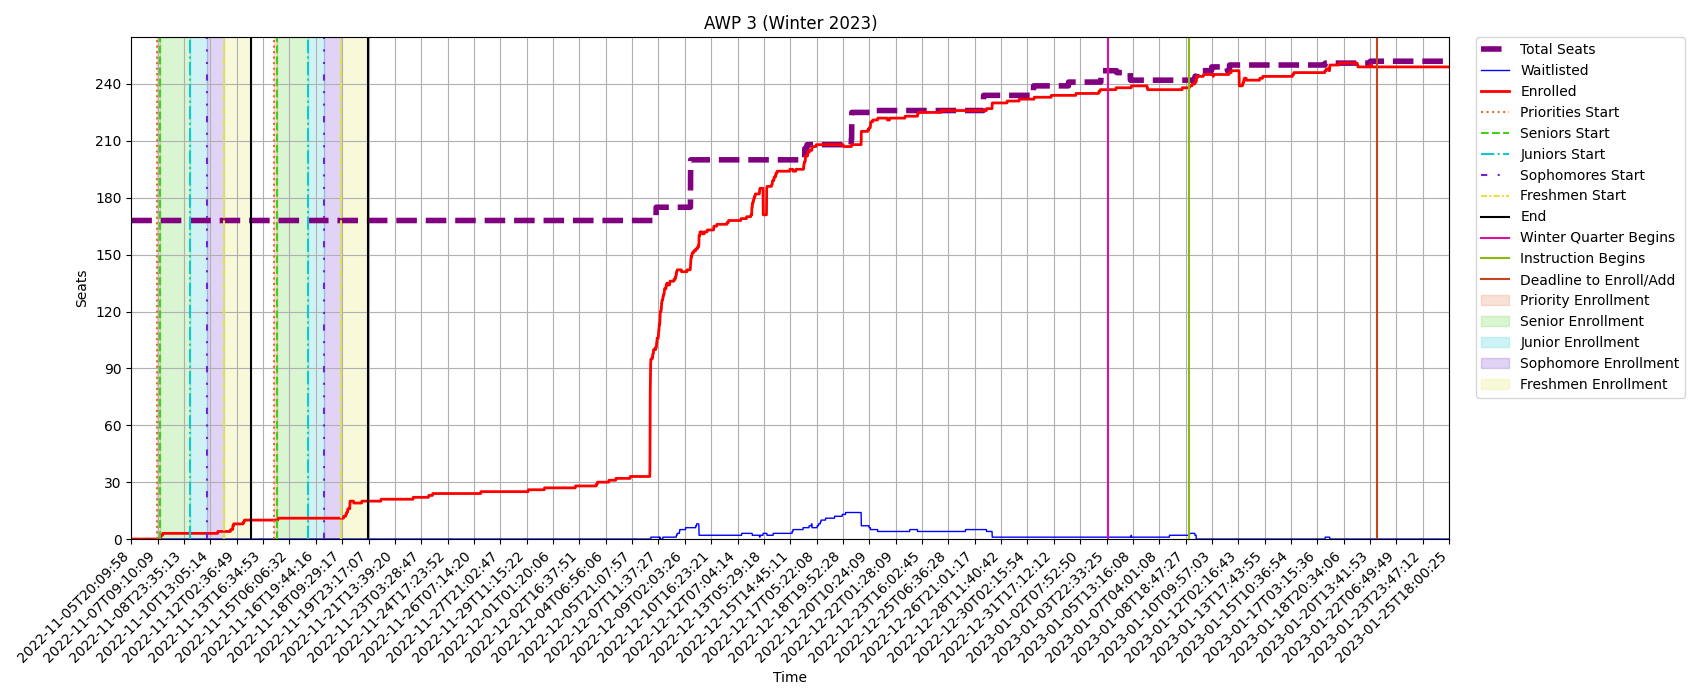 AWP 3 (Winter 2023)
Seats
240
210
180
150
120
90
60
30
0
2022-11-05T20:09:58
2022-11-07T09:10:09
2022-11-08T23:35:13
2022-11-10T13:05:14
2022-11-12T02:36:49
2022-11-13T16:34:53
2022-11-15T06:06:32
2022-11-16T19:44:16
2022-11-18T09:29:17
2022-11-19T23:17:07
2022-11-21T13:39:20
2022-11-23T03:28:47
2022-11-24T17:23:52
2022-11-26T07:14:20
2022-11-27T21:02:47
2022-11-29T11:15:22
2022-12-01T01:20:06
2022-12-02T16:37:51
2022-12-04T06:56:06
2022-12-05T21:07:57
2022-12-07T11:37:27
2022-12-09T02:03:26
2022-12-10T16:23:21
2022-12-12T07:04:14
2022-12-13T05:29:18
2022-12-15T14:45:11
2022-12-17T05:22:08
2022-12-18T19:52:28
2022-12-20T10:24:09
2022-12-22T01:28:09
2022-12-23T16:02:45
2022-12-25T06:36:28
2022-12-26T21:01:17
2022-12-28T11:40:42
2022-12-30T02:15:54
2022-12-31T17:12:12
2023-01-02T07:52:50
2023-01-03T22:33:25
2023-01-05T13:16:08
2023-01-07T04:01:08
2023-01-08T18:47:27
2023-01-10T09:57:03
2023-01-12T02:16:43
2023-01-13T17:43:55
2023-01-15T10:36:54
2023-01-17T03:15:36
2023-01-18T20:34:06
2023-01-20T13:41:53
2023-01-22T06:49:49
2023-01-23T23:47:12
2023-01-25T18:00:25
Time
Total Seats
Waitlisted
Enrolled
Priorities Start
Seniors Start
Juniors Start
Sophomores Start
Freshmen Start
End
Winter Quarter Begins
Instruction Begins
Deadline to Enroll/Add
Priority Enrollment
Senior Enrollment
Junior Enrollment
Sophomore Enrollment
Freshmen Enrollment